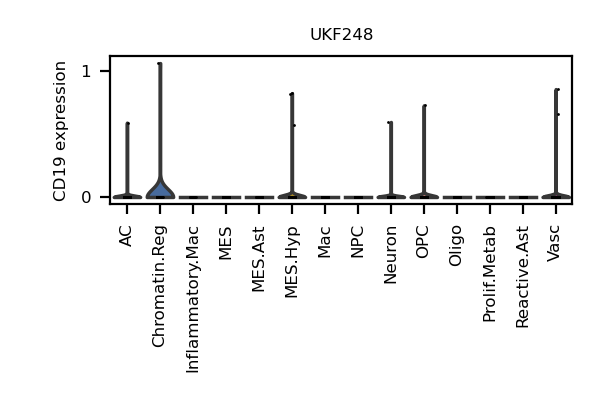 UKF248
CD19 expression
1
0
AC
Chromatin.Reg
Inflammatory.Mac
MES
MES.Ast
MES.Hyp
Mac
NPC
Neuron
OPC
Oligo
Prolif.Metab
Reactive.Ast
Vasc